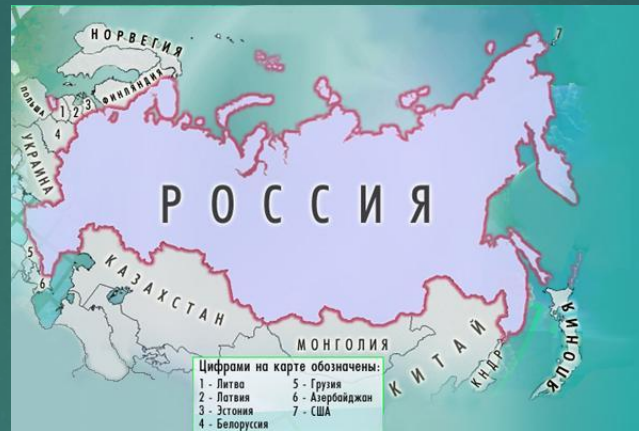 НОРВЕГИЯ
7
ФИНЛЯНДИЯ
ПОЛЬША
1
2
3
4
УКРАИНА
РОССИЯ
5
6
КАЗАХСТАН
МОНГОЛИЯ
КИТАЙ
КНДР
ЯПОНИЯ
Цифрами на карте обозначены:
1 - Литва
2 - Латвия
3 - Эстония
4 - Белоруссия
5 - Грузия
6 - Азербайджан
7 - США